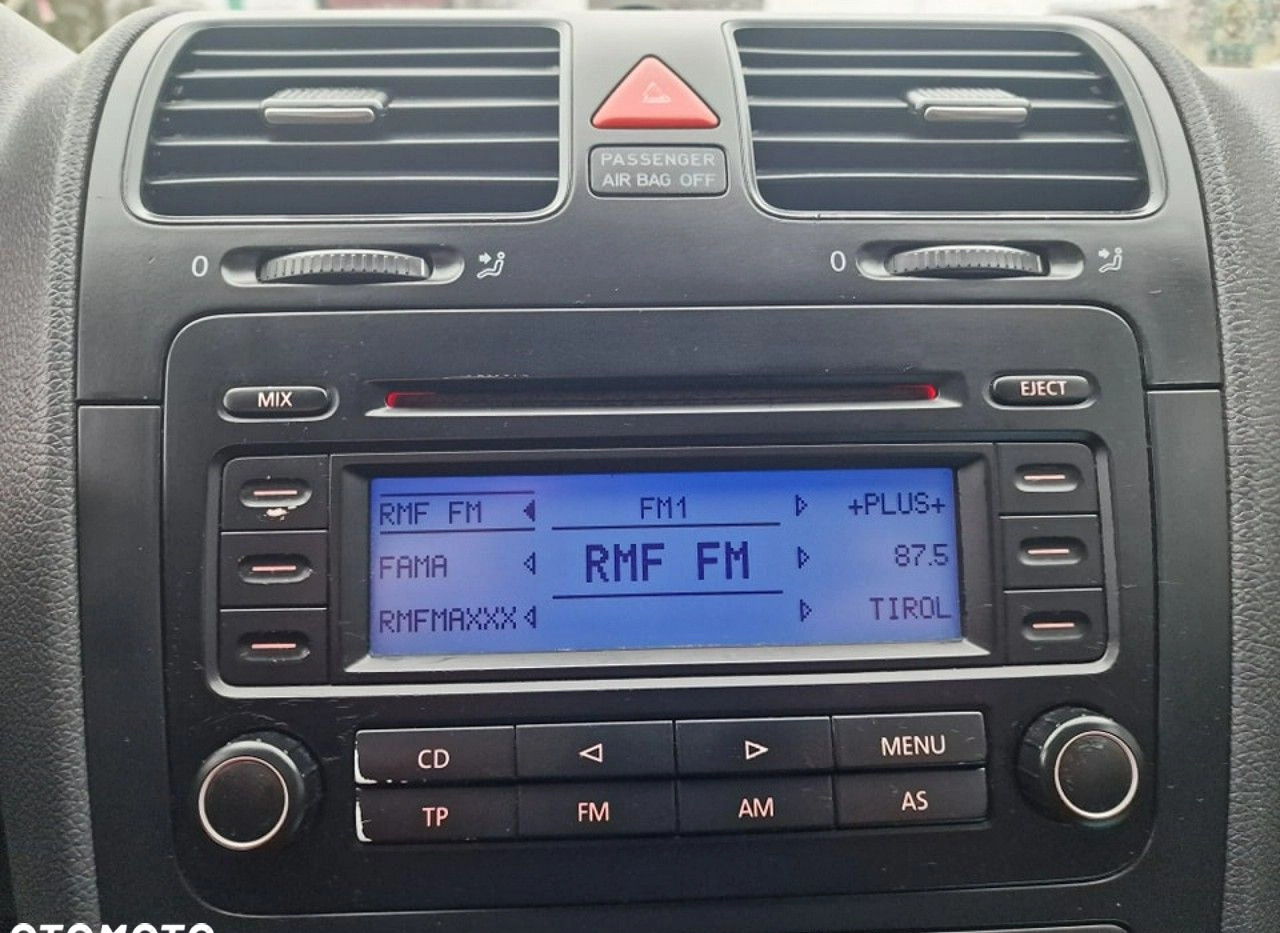 PASSENGER
AIR BAG OFF
0
0
MIX
EJECT
RMF FM
FM1
+PLUS+
FAMA
RMF FM
87.5
RMFMAXXX
TIROL
CD
MENU
TP
FM
AM
AS
OTOMOTO